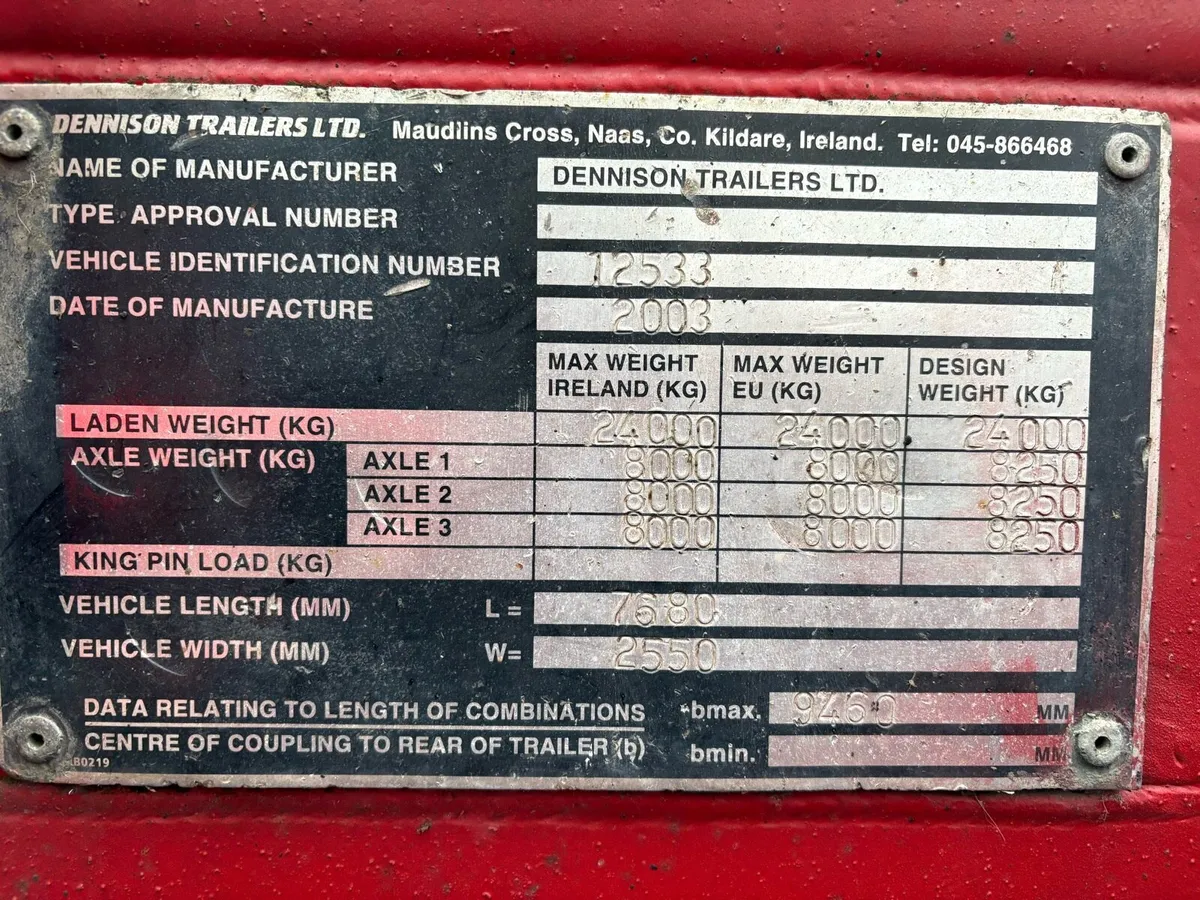 DENNISON TRAILERS LTD. Maudlins Cross, Naas, Co. Kildare, Ireland. Tel: 045-866468
NAME OF MANUFACTURER DENNISON TRAILERS LTD.
TYPE APPROVAL NUMBER
VEHICLE IDENTIFICATION NUMBER 12533
DATE OF MANUFACTURE 2003
MAX WEIGHT IRELAND (KG) MAX WEIGHT EU (KG) DESIGN WEIGHT (KG)
LADEN WEIGHT (KG) 24000 24000 24000
AXLE WEIGHT (KG) AXLE 1 8000 8000 8250
AXLE 2 8000 8000 8250
AXLE 3 8000 8000 8250
KING PIN LOAD (KG)
VEHICLE LENGTH (MM) L = 7680
VEHICLE WIDTH (MM) W= 2550
DATA RELATING TO LENGTH OF COMBINATIONS bmax. 9460 MM
CENTRE OF COUPLING TO REAR OF TRAILER (b) bmin. MM
B0219